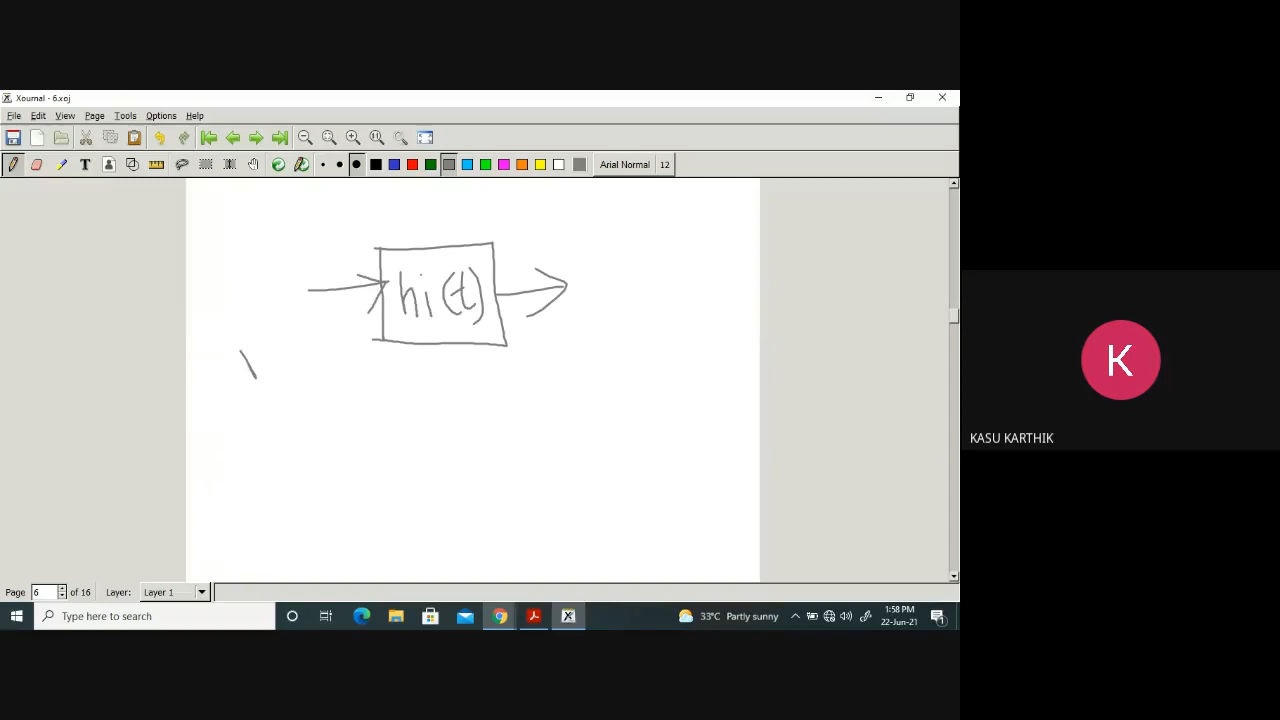 Xournal - 6.xoj
File Edit View Page Tools Options Help
T Arial Normal 12
hi(t)
K
KASU KARTHIK
Page 6 of 16 Layer: Layer 1
Type here to search 33°C Partly sunny 1:58 PM
22-Jun-21 1